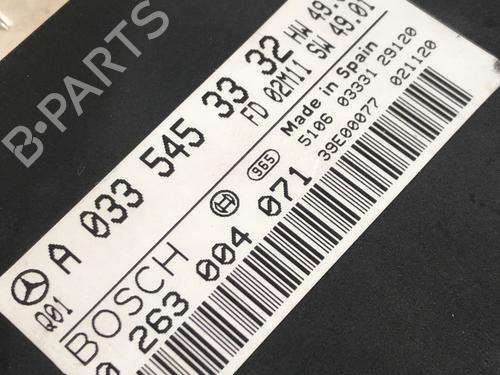 B-PARTS
A 033 545 33 32 HW 49.
Q01
FD 02M11 SW 49.01
BOSCH
965
Made in Spain
5106 03331 29120
0 263 004 071
39E00077 021120